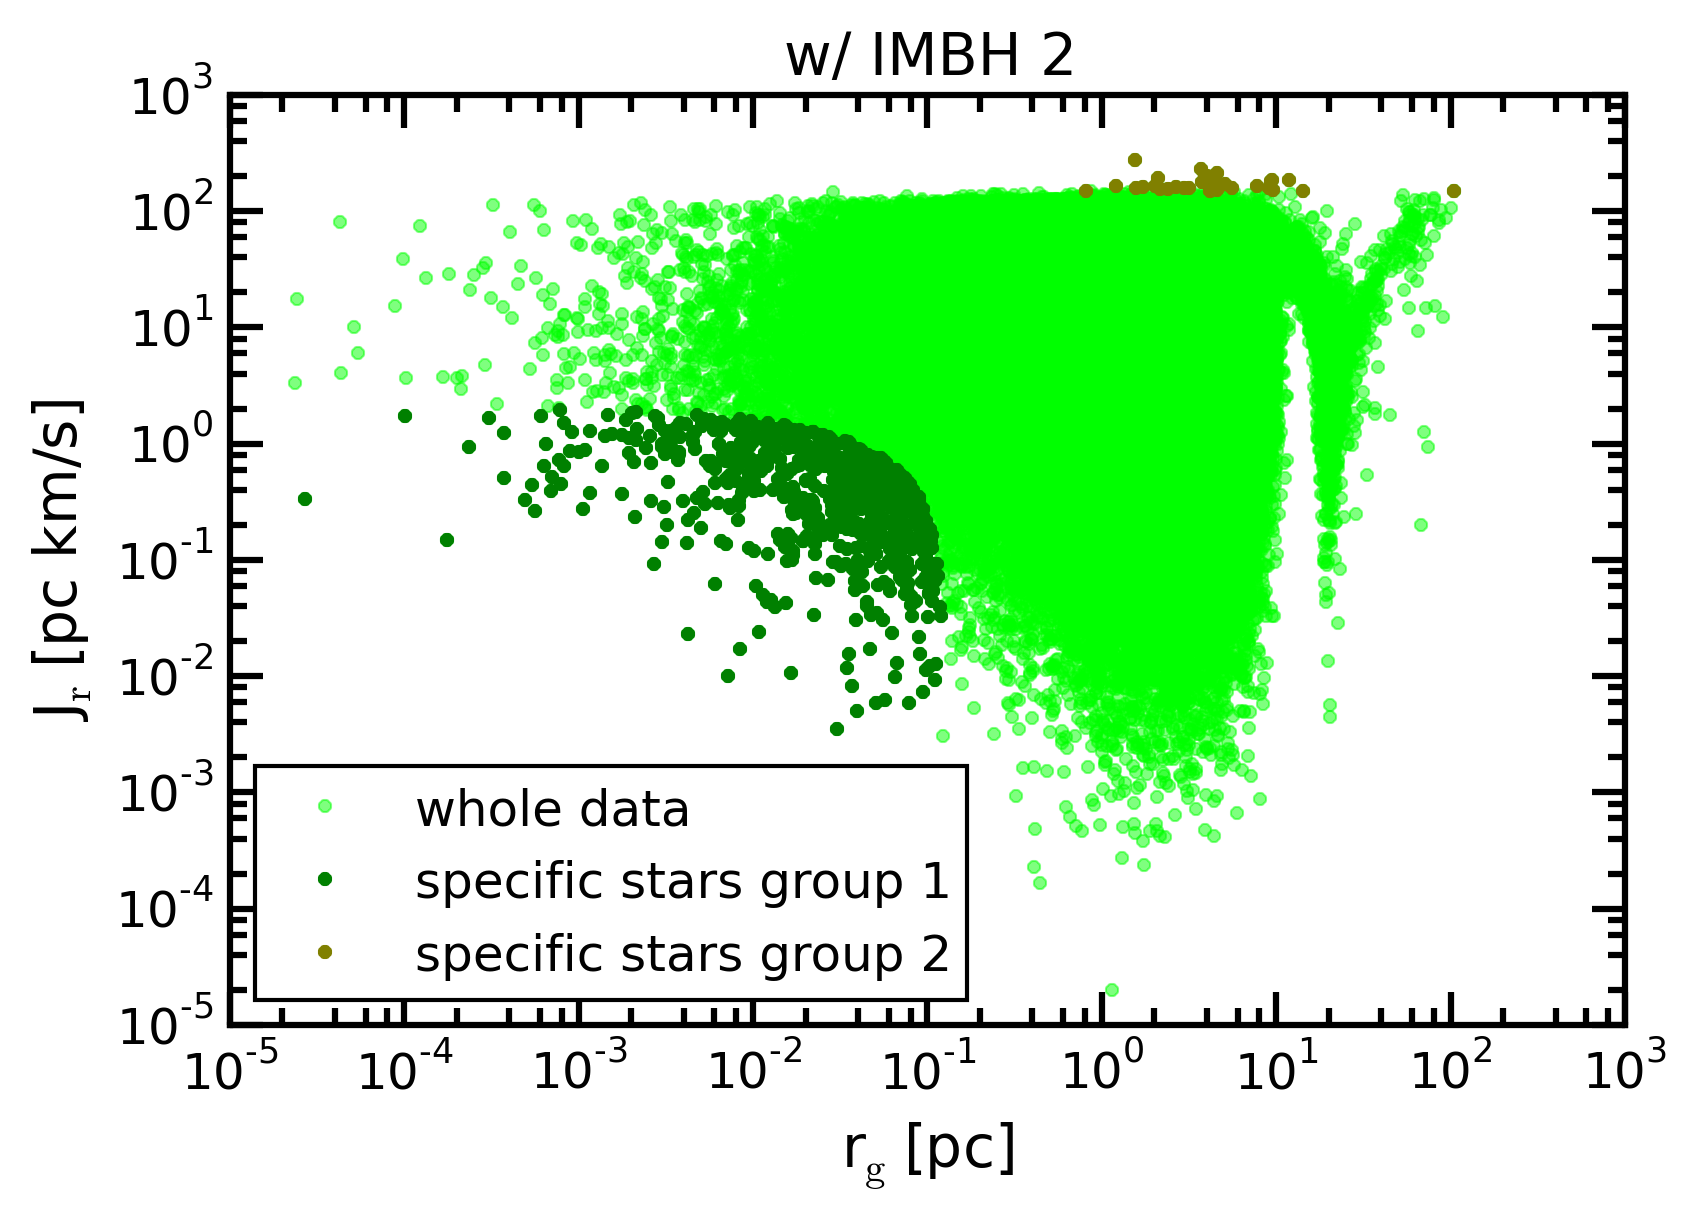 w/ IMBH 2
J_r [pc km/s]
10^3
10^2
10^1
10^0
10^-1
10^-2
10^-3
10^-4
10^-5
whole data
specific stars group 1
specific stars group 2
10^-5 10^-4 10^-3 10^-2 10^-1 10^0 10^1 10^2 10^3
r_g [pc]